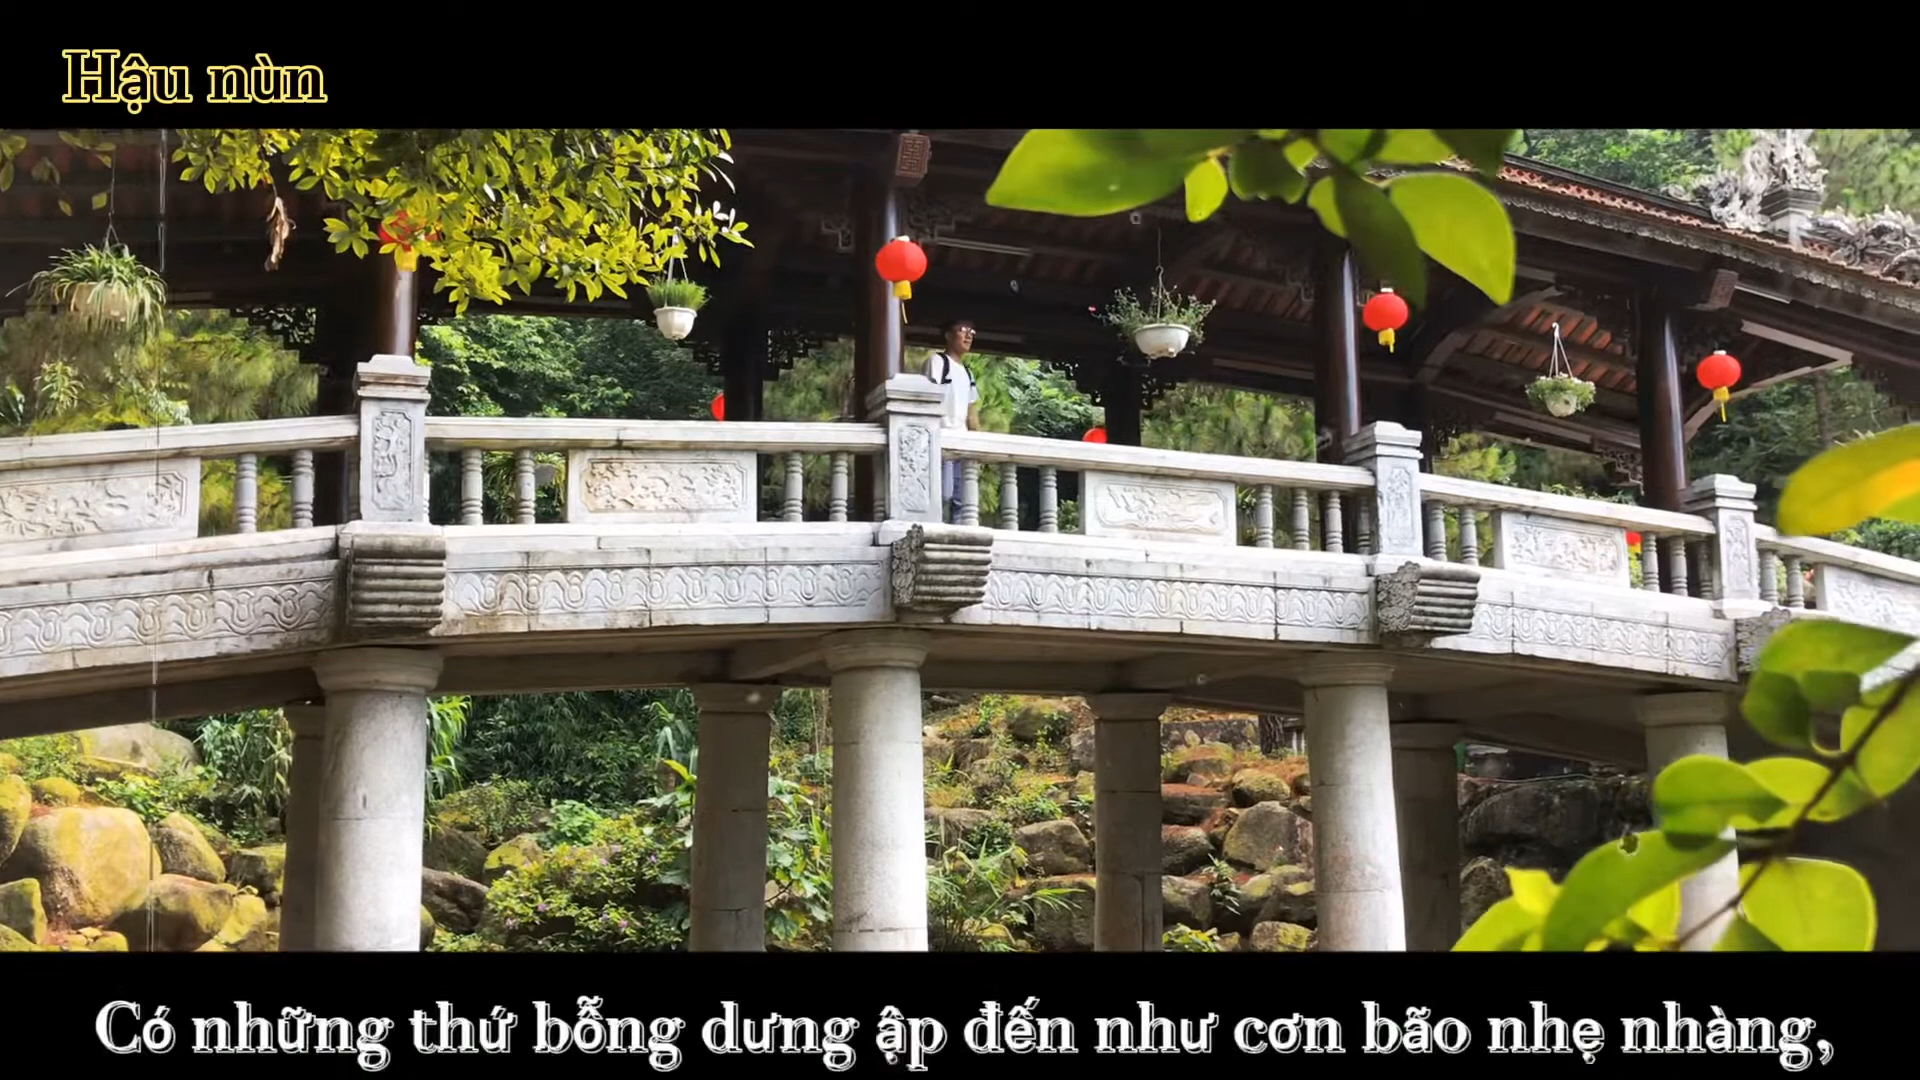 Hậu nùn
Có những thứ bỗng dưng ập đến như cơn bão nhẹ nhàng,